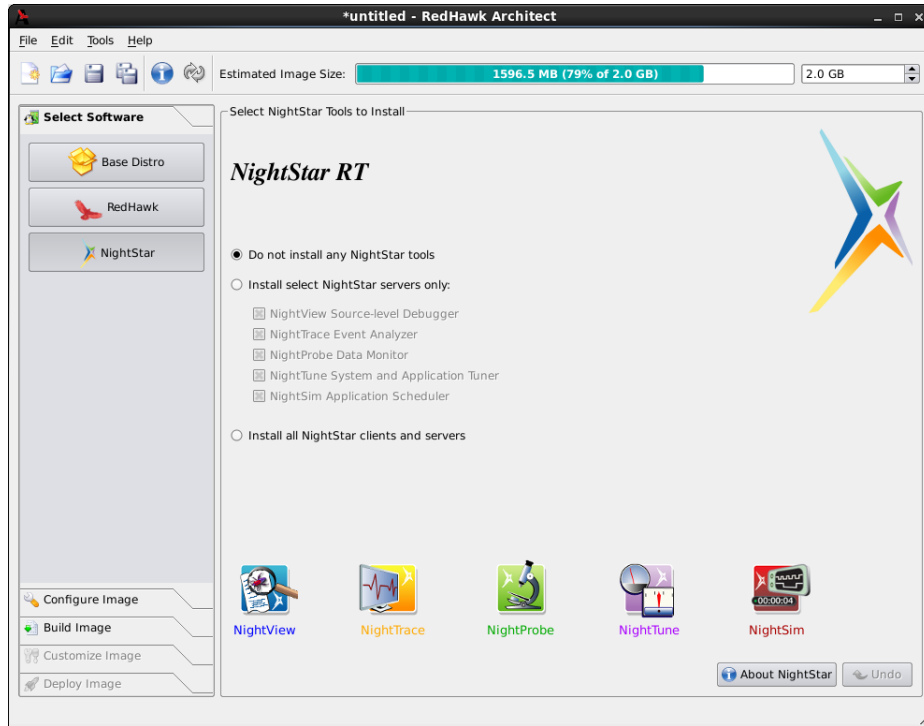 *untitled - RedHawk Architect
File Edit Tools Help
Estimated Image Size: 1596.5 MB (79% of 2.0 GB) 2.0 GB
Select Software
Base Distro
RedHawk
NightStar
Configure Image
Build Image
Customize Image
Deploy Image
Select NightStar Tools to Install
NightStar RT
Do not install any NightStar tools
Install select NightStar servers only:
NightView Source-level Debugger
NightTrace Event Analyzer
NightProbe Data Monitor
NightTune System and Application Tuner
NightSim Application Scheduler
Install all NightStar clients and servers
00:00:04
NightView NightTrace NightProbe NightTune NightSim
About NightStar Undo